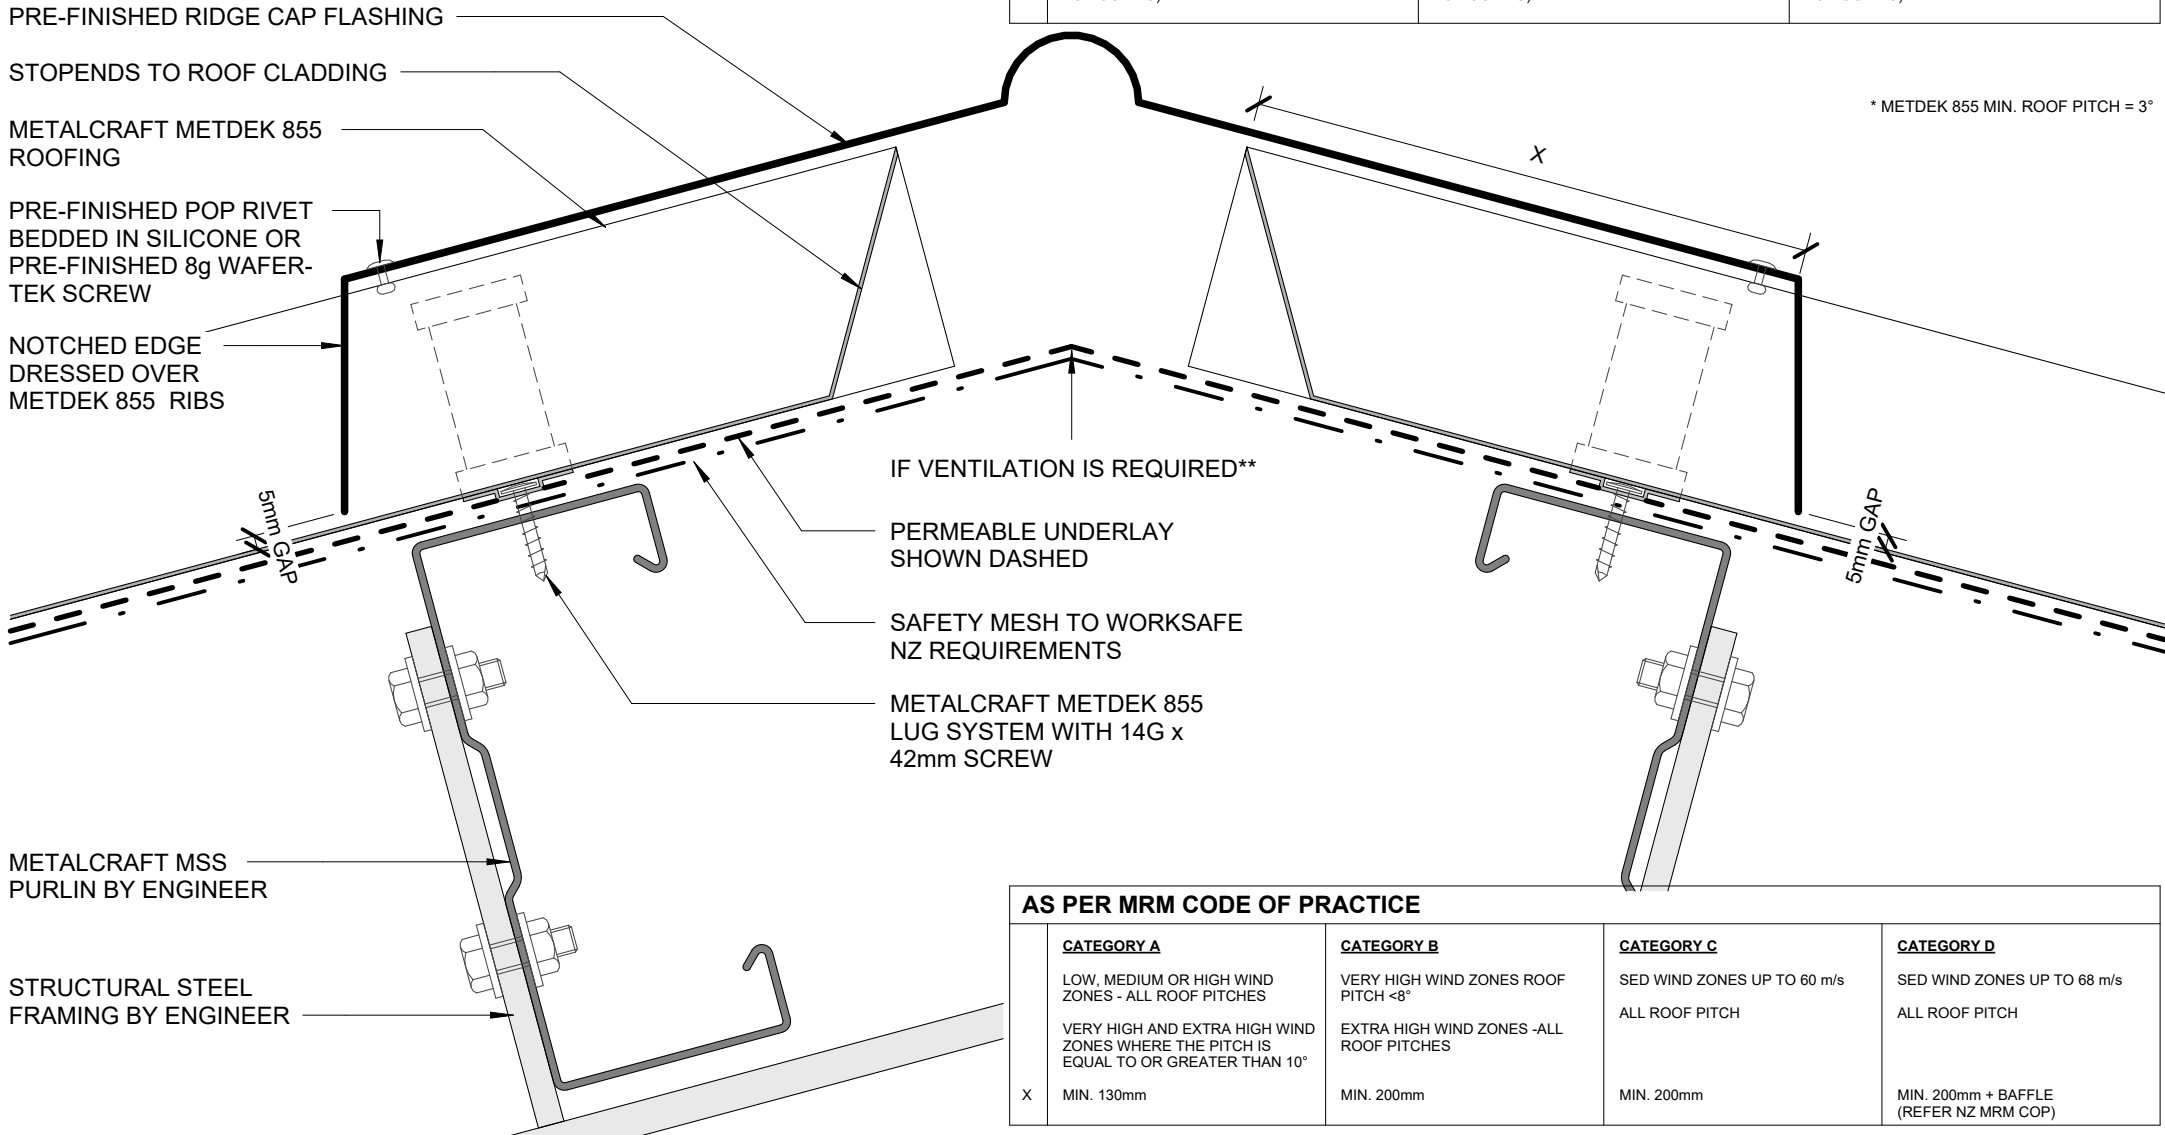 PRE-FINISHED RIDGE CAP FLASHING
STOPENDS TO ROOF CLADDING
METALCRAFT METDEK 855
ROOFING
PRE-FINISHED POP RIVET
BEDDED IN SILICONE OR
PRE-FINISHED 8g WAFER-
TEK SCREW
NOTCHED EDGE
DRESSED OVER
METDEK 855 RIBS
* METDEK 855 MIN. ROOF PITCH = 3°
X
5mm GAP
5mm GAP
IF VENTILATION IS REQUIRED**
PERMEABLE UNDERLAY
SHOWN DASHED
SAFETY MESH TO WORKSAFE
NZ REQUIREMENTS
METALCRAFT METDEK 855
LUG SYSTEM WITH 14G x
42mm SCREW
METALCRAFT MSS
PURLIN BY ENGINEER
STRUCTURAL STEEL
FRAMING BY ENGINEER
AS PER MRM CODE OF PRACTICE
CATEGORY A
LOW, MEDIUM OR HIGH WIND
ZONES - ALL ROOF PITCHES
VERY HIGH AND EXTRA HIGH WIND
ZONES WHERE THE PITCH IS
EQUAL TO OR GREATER THAN 10°
CATEGORY B
VERY HIGH WIND ZONES ROOF
PITCH <8°
EXTRA HIGH WIND ZONES -ALL
ROOF PITCHES
CATEGORY C
SED WIND ZONES UP TO 60 m/s
ALL ROOF PITCH
CATEGORY D
SED WIND ZONES UP TO 68 m/s
ALL ROOF PITCH
X
MIN. 130mm
MIN. 200mm
MIN. 200mm
MIN. 200mm + BAFFLE
(REFER NZ MRM COP)